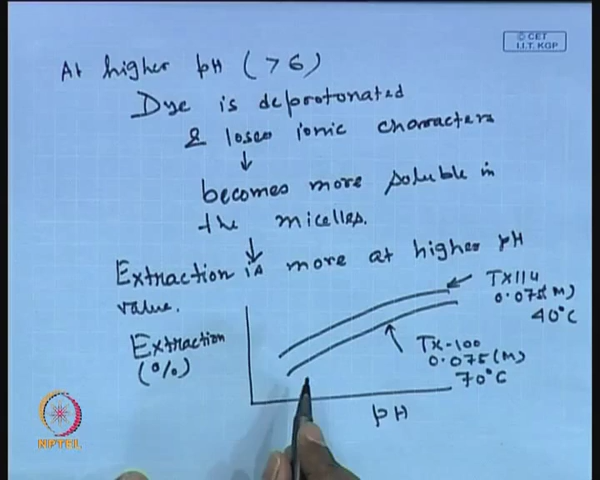 © CET
I.I.T. KGP
At higher pH ( > 6 )
Dye is deprotonated
& loses ionic characters
↓
becomes more soluble in
the micelles.
↓
Extraction is more at higher pH
value.
Extraction
(%)
TX114
0.075(M)
40°C
TX-100
0.075(M)
70°C
pH
NPTEL